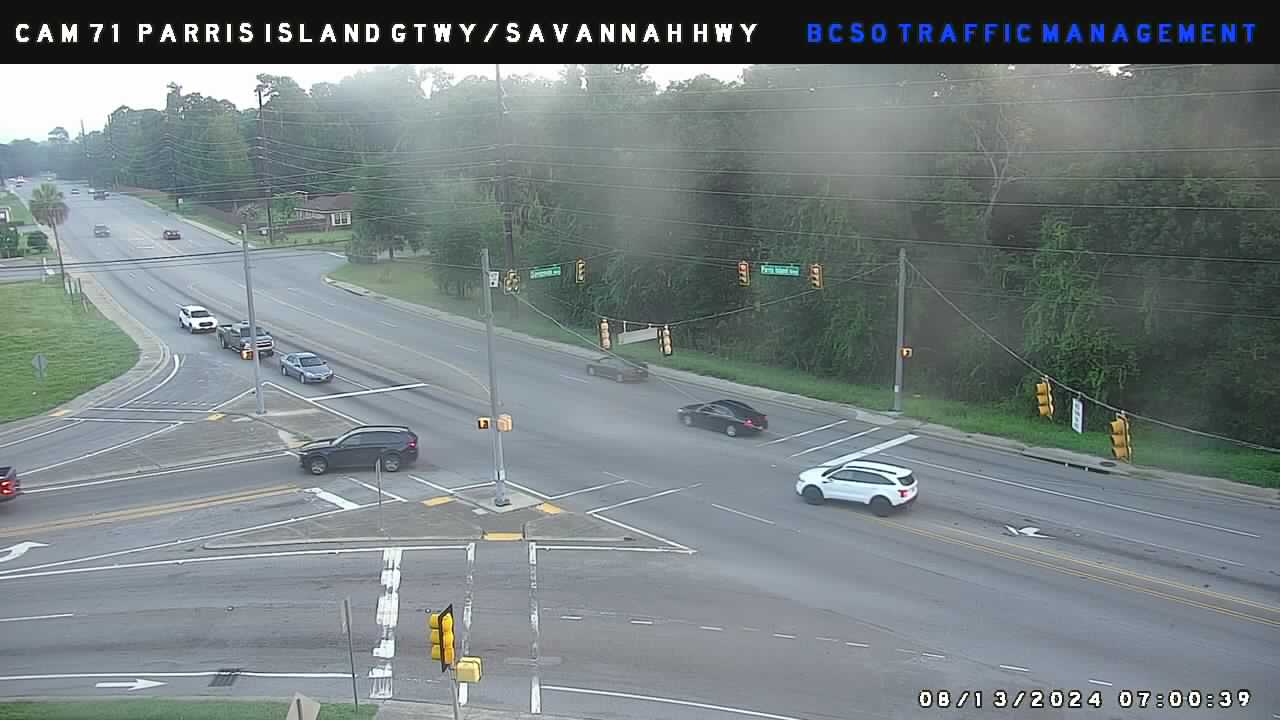 CAM 71 PARRIS ISLAND GTWY/SAVANNAH HWY
BCSO TRAFFIC MANAGEMENT
08/13/2024 07:00:39